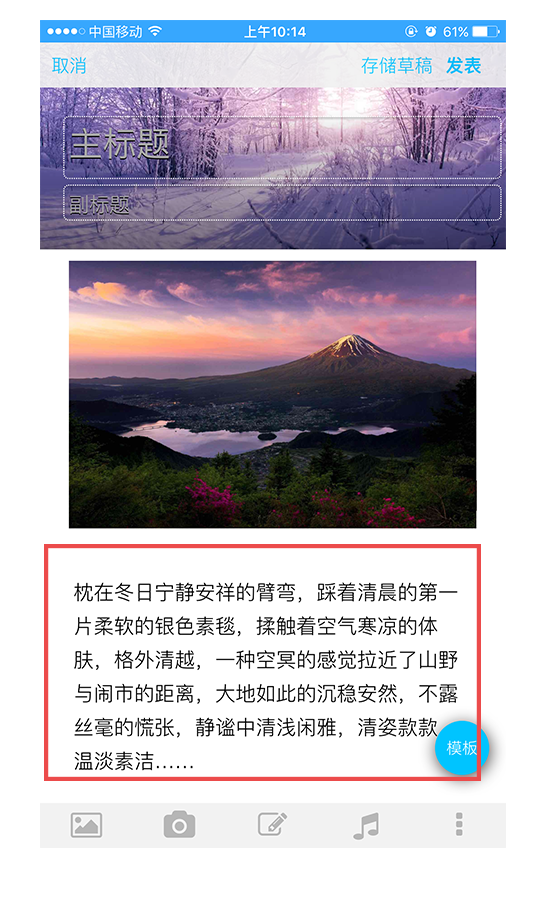 中国移动
上午10:14
61%
取消
存储草稿
发表
主标题
副标题
枕在冬日宁静安祥的臂弯，踩着清晨的第一
片柔软的银色素毯，揉触着空气寒凉的体
肤，格外清越，一种空冥的感觉拉近了山野
与闹市的距离，大地如此的沉稳安然，不露
丝毫的慌张，静谧中清浅闲雅，清姿款款，
温淡素洁……
模板